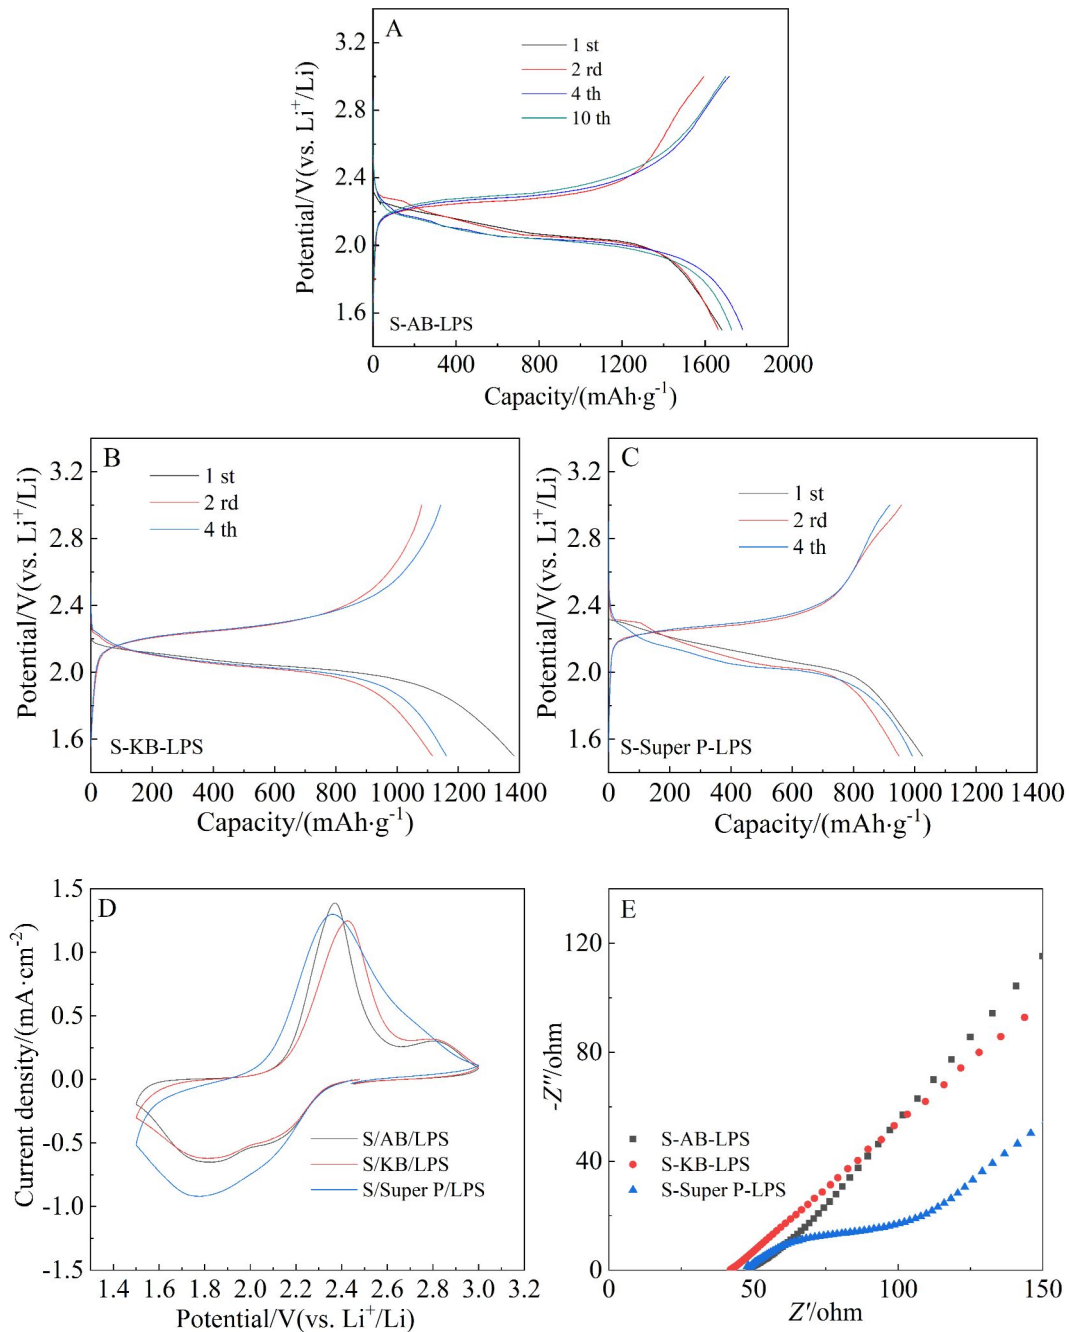 A
1 st
2 rd
4 th
10 th
3.2
2.8
2.4
2.0
1.6
Potential/V(vs. Li⁺/Li)
S-AB-LPS
0 400 800 1200 1600 2000
Capacity/(mAh·g⁻¹)
B
1 st
2 rd
4 th
3.2
2.8
2.4
2.0
1.6
Potential/V(vs. Li⁺/Li)
S-KB-LPS
0 200 400 600 800 1000 1200 1400
Capacity/(mAh·g⁻¹)
C
1 st
2 rd
4 th
3.2
2.8
2.4
2.0
1.6
Potential/V(vs. Li⁺/Li)
S-Super P-LPS
0 200 400 600 800 1000 1200 1400
Capacity/(mAh·g⁻¹)
D
1.5
1.0
0.5
0.0
-0.5
-1.0
-1.5
Current density/(mA·cm⁻²)
S/AB/LPS
S/KB/LPS
S/Super P/LPS
1.4 1.6 1.8 2.0 2.2 2.4 2.6 2.8 3.0 3.2
Potential/V(vs. Li⁺/Li)
E
120
80
40
0
-Z''/ohm
S-AB-LPS
S-KB-LPS
S-Super P-LPS
0 50 100 150
Z'/ohm